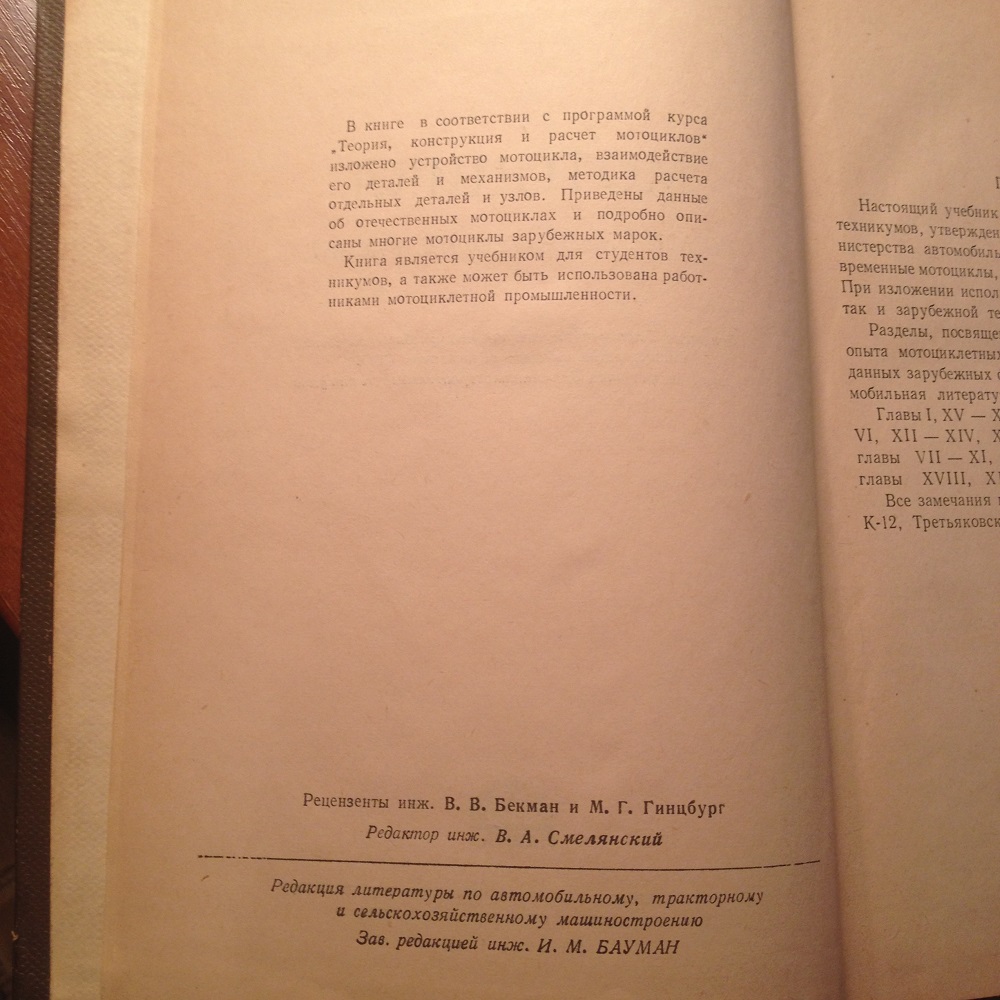 В книге в соответствии с программой курса
„Теория, конструкция и расчет мотоциклов“
изложено устройство мотоцикла, взаимодействие
его деталей и механизмов, методика расчета
отдельных деталей и узлов. Приведены данные
об отечественных мотоциклах и подробно опи-
саны многие мотоциклы зарубежных марок.
Книга является учебником для студентов тех-
никумов, а также может быть использована работ-
никами мотоциклетной промышленности.
Рецензенты инж. В. В. Бекман и М. Г. Гинцбург
Редактор инж. В. А. Смелянский
Редакция литературы по автомобильному, тракторному
и сельскохозяйственному машиностроению
Зав. редакцией инж. И. М. БАУМАН
Настоящий учебник
техникумов, утвержден
нистерства автомобиль
временные мотоциклы,
При изложении испол
так и зарубежной те
Разделы, посвяще
опыта мотоциклетных
данных зарубежных
мобильная литерату
Главы I, XV — X
VI, XII — XIV, X
главы VII — XI,
главы XVIII, XI
Все замечания
К-12, Третьяковск